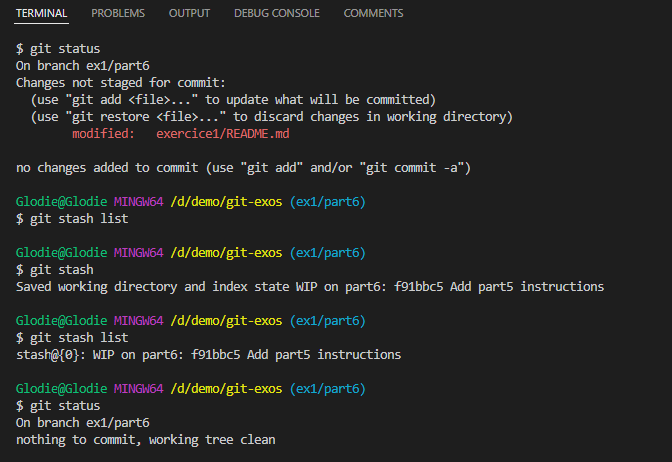 TERMINAL PROBLEMS OUTPUT DEBUG CONSOLE COMMENTS
$ git status
On branch ex1/part6
Changes not staged for commit:
  (use "git add <file>..." to update what will be committed)
  (use "git restore <file>..." to discard changes in working directory)
        modified:   exercice1/README.md
no changes added to commit (use "git add" and/or "git commit -a")
Glodie@Glodie MINGW64 /d/demo/git-exos (ex1/part6)
$ git stash list
Glodie@Glodie MINGW64 /d/demo/git-exos (ex1/part6)
$ git stash
Saved working directory and index state WIP on part6: f91bbc5 Add part5 instructions
Glodie@Glodie MINGW64 /d/demo/git-exos (ex1/part6)
$ git stash list
stash@{0}: WIP on part6: f91bbc5 Add part5 instructions
Glodie@Glodie MINGW64 /d/demo/git-exos (ex1/part6)
$ git status
On branch ex1/part6
nothing to commit, working tree clean